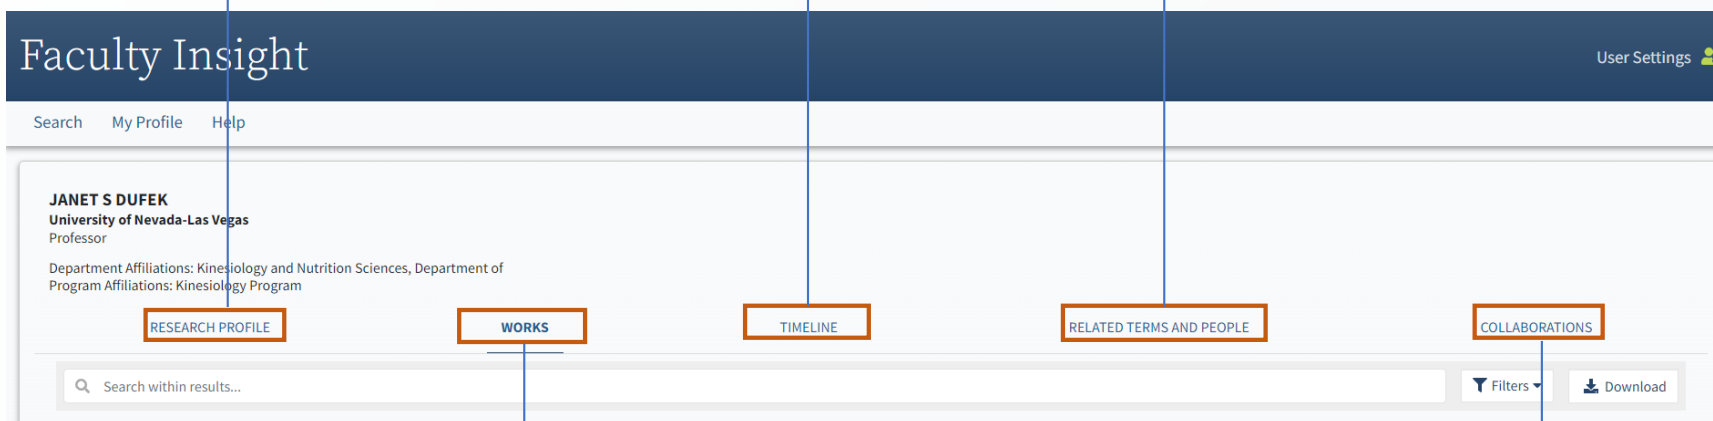 Faculty Insight
User Settings
Search My Profile Help
JANET S DUFEK
University of Nevada-Las Vegas
Professor
Department Affiliations: Kinesiology and Nutrition Sciences, Department of
Program Affiliations: Kinesiology Program
RESEARCH PROFILE WORKS TIMELINE RELATED TERMS AND PEOPLE COLLABORATIONS
Search within results... Filters Download